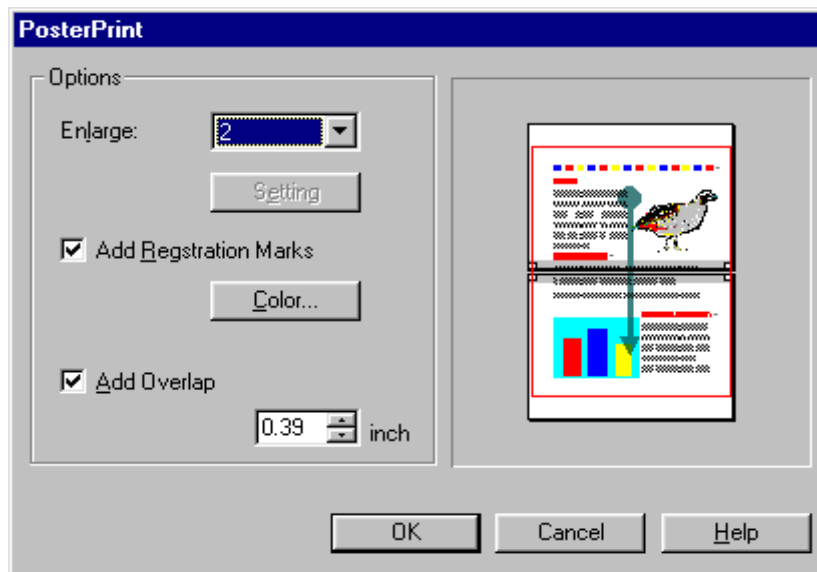 PosterPrint
Options
Enlarge: 2
Setting
Add Regstration Marks
Color...
Add Overlap
0.39 inch
OK Cancel Help